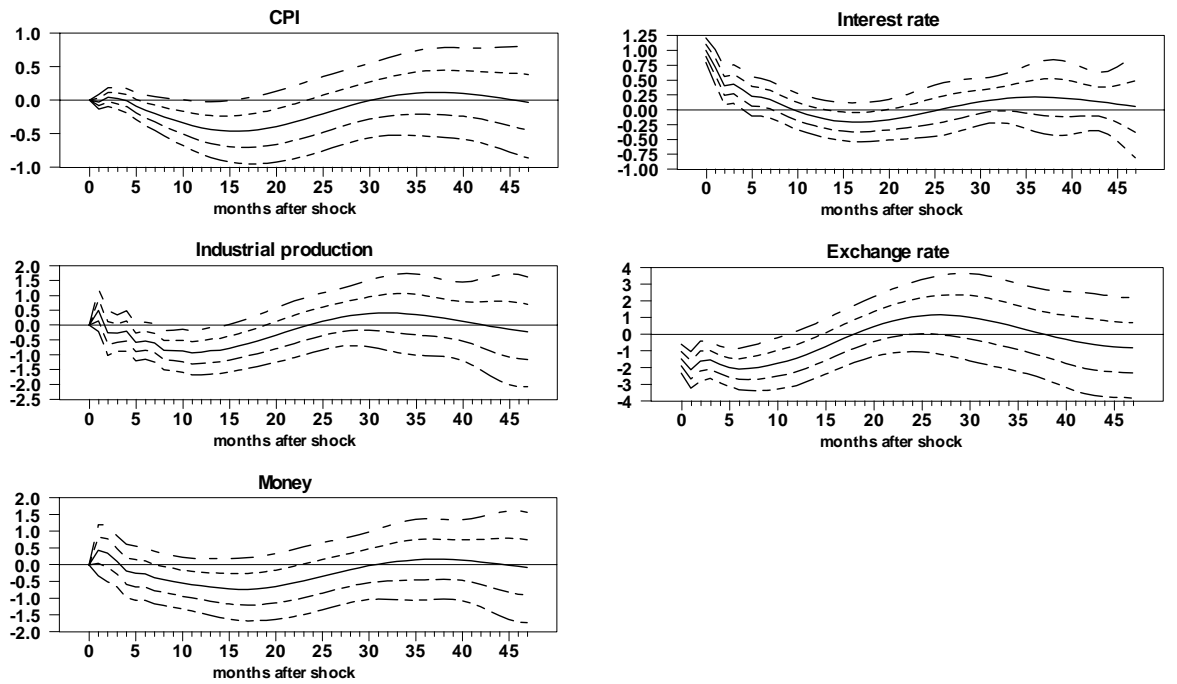 CPI
1.0
0.5
0.0
-0.5
-1.0
0 5 10 15 20 25 30 35 40 45
months after shock
Interest rate
1.25
1.00
0.75
0.50
0.25
0.00
-0.25
-0.50
-0.75
-1.00
0 5 10 15 20 25 30 35 40 45
months after shock
Industrial production
2.0
1.5
1.0
0.5
0.0
-0.5
-1.0
-1.5
-2.0
-2.5
0 5 10 15 20 25 30 35 40 45
months after shock
Exchange rate
4
3
2
1
0
-1
-2
-3
-4
0 5 10 15 20 25 30 35 40 45
months after shock
Money
2.0
1.5
1.0
0.5
0.0
-0.5
-1.0
-1.5
-2.0
0 5 10 15 20 25 30 35 40 45
months after shock